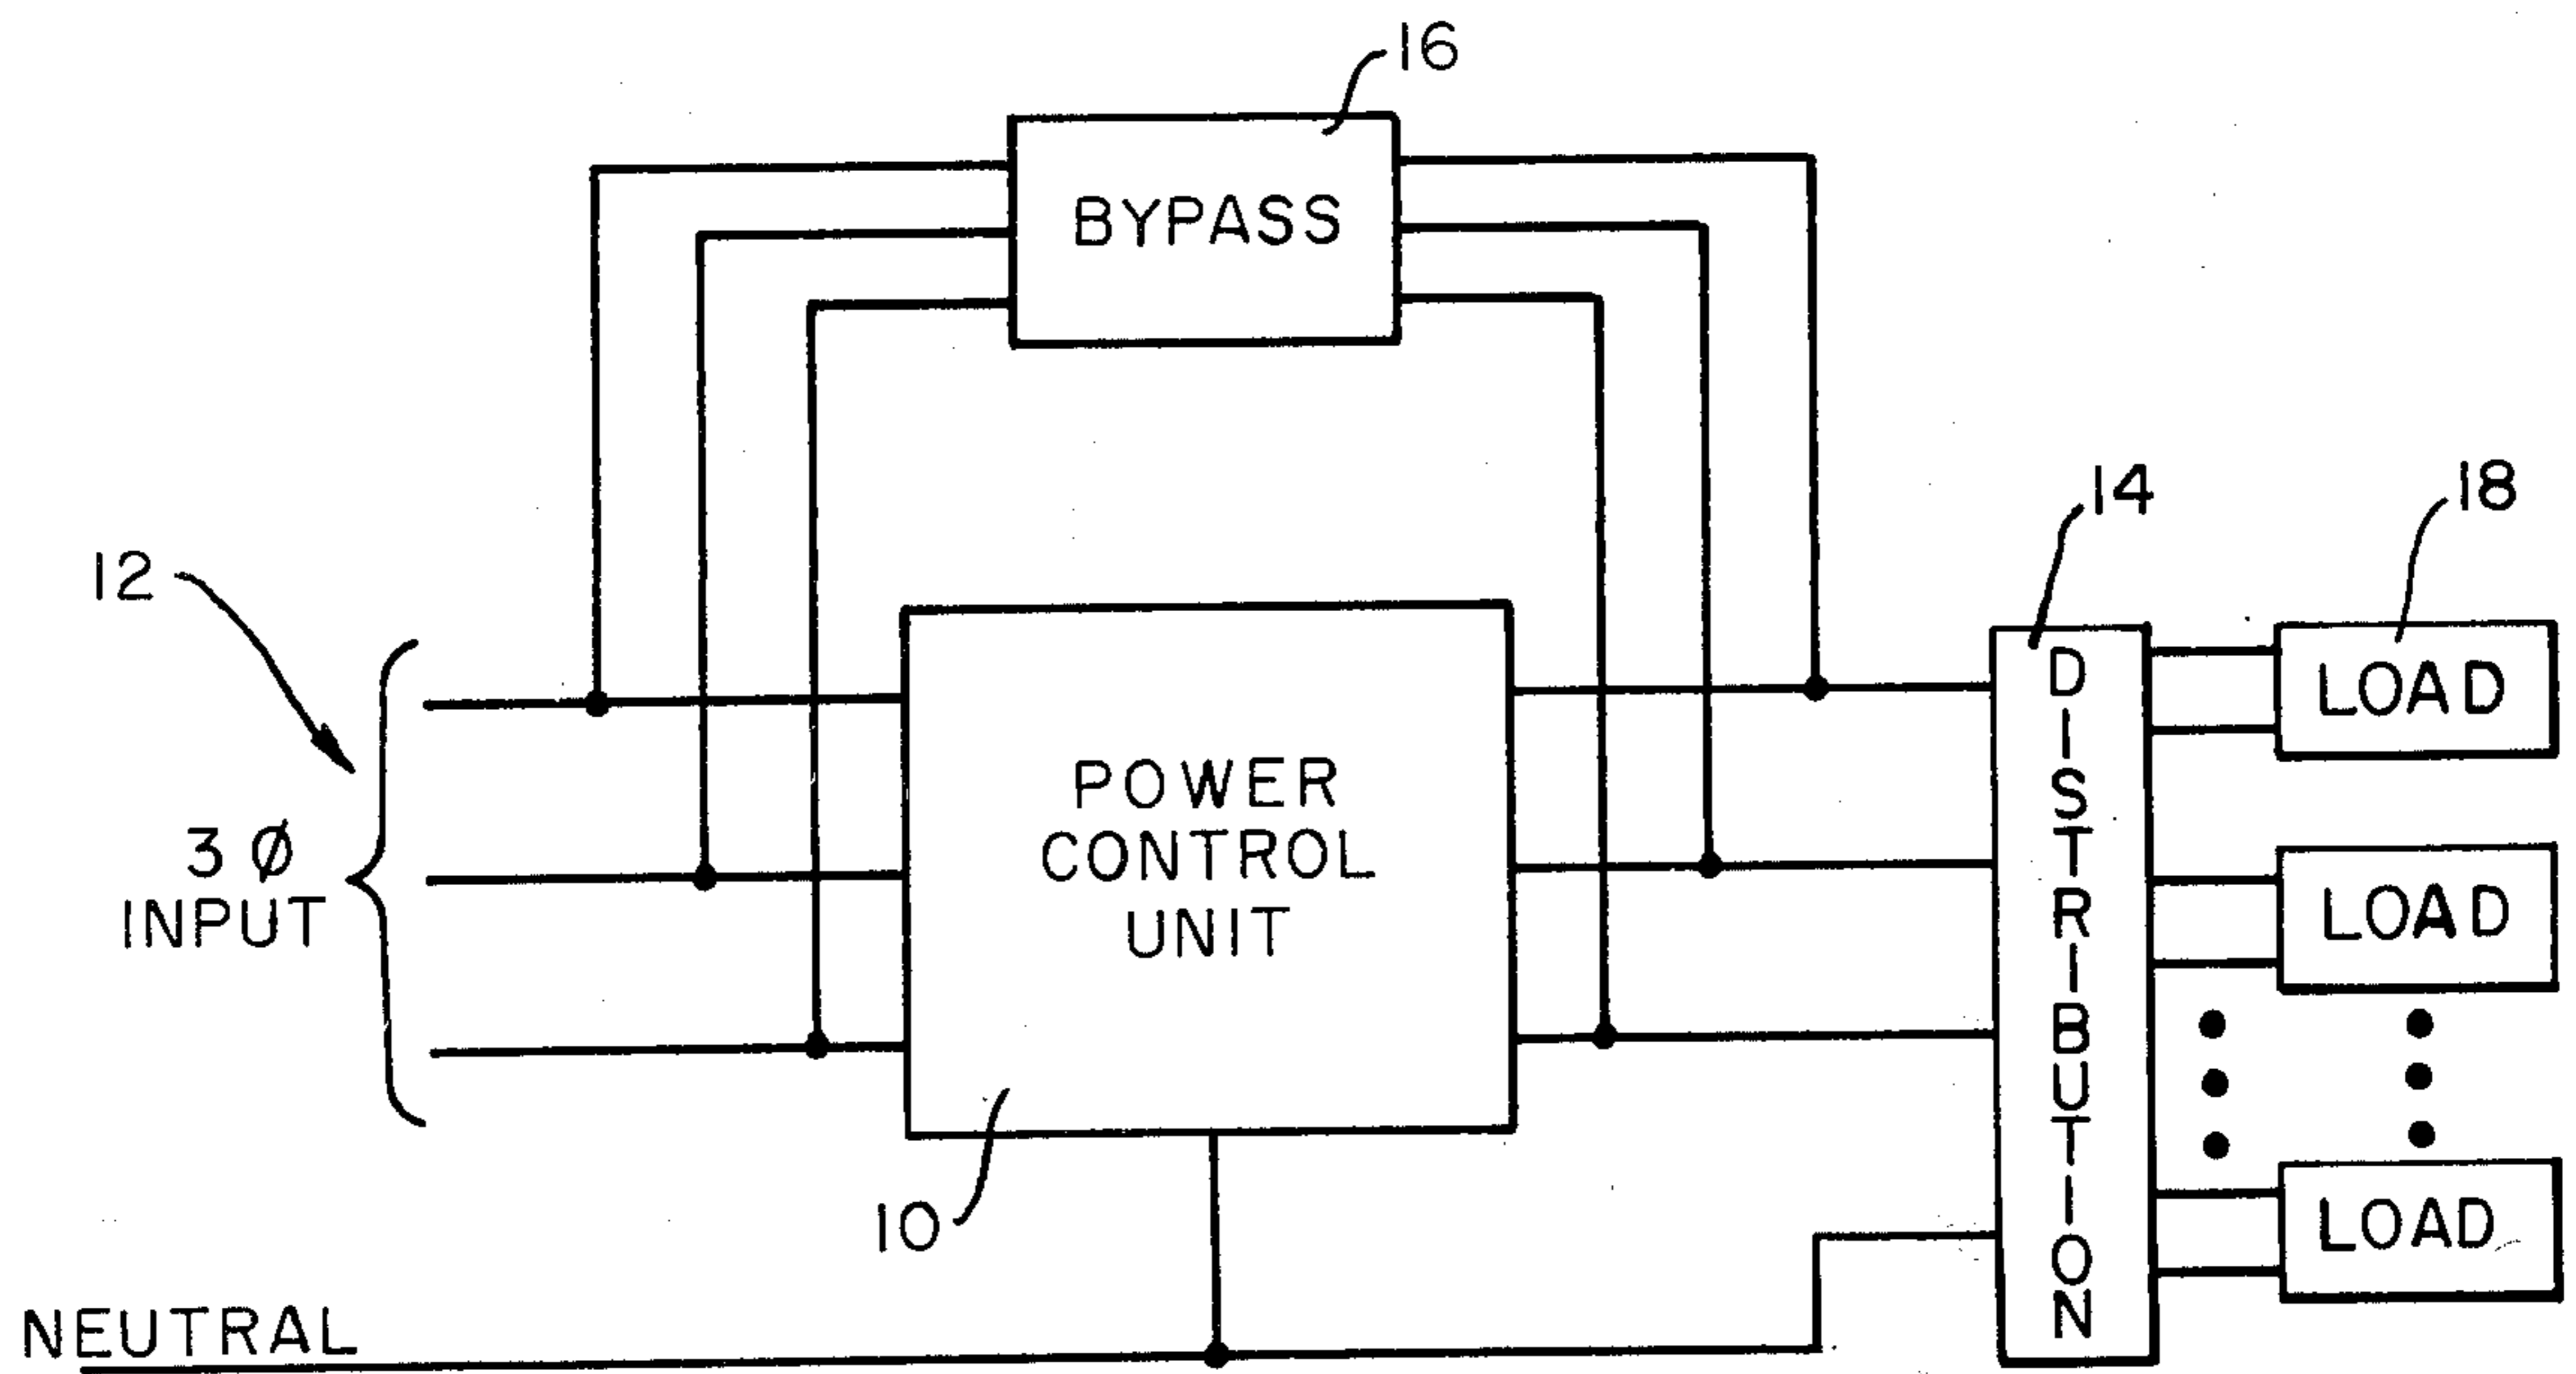 16
BYPASS
14
18
12
DISTRIBUTION
LOAD
POWER
CONTROL
UNIT
3 Ø
INPUT
LOAD
10
LOAD
NEUTRAL